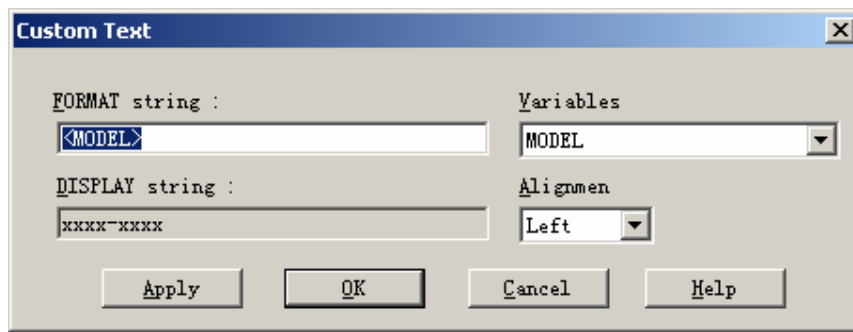 Custom Text
FORMAT string :
Variables
<MODEL>
MODEL
DISPLAY string :
Alignmen
xxxx-xxxx
Left
Apply
OK
Cancel
Help